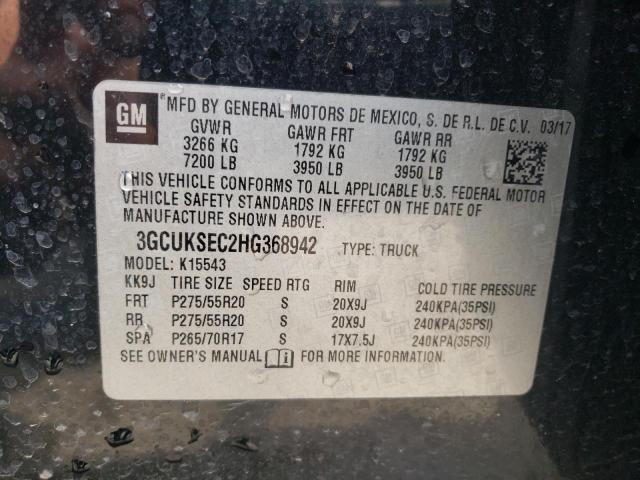 GM
MFD BY GENERAL MOTORS DE MEXICO, S. DE R.L. DE C.V. 03/17
GVWR GAWR FRT GAWR RR
3266 KG 1792 KG 1792 KG
7200 LB 3950 LB 3950 LB
THIS VEHICLE CONFORMS TO ALL APPLICABLE U.S. FEDERAL MOTOR
VEHICLE SAFETY STANDARDS IN EFFECT ON THE DATE OF
MANUFACTURE SHOWN ABOVE.
3GCUKSEC2HG368942 TYPE: TRUCK
MODEL: K15543
KK9J TIRE SIZE SPEED RTG RIM COLD TIRE PRESSURE
FRT P275/55R20 S 20X9J 240KPA(35PSI)
RR P275/55R20 S 20X9J 240KPA(35PSI)
SPA P265/70R17 S 17X7.5J 240KPA(35PSI)
SEE OWNER'S MANUAL FOR MORE INFORMATION.